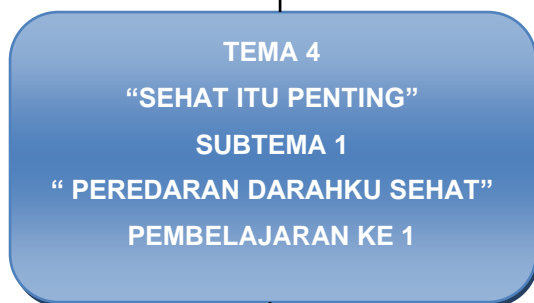 TEMA 4
“SEHAT ITU PENTING”
SUBTEMA 1
“ PEREDARAN DARAHKU SEHAT”
PEMBELAJARAN KE 1